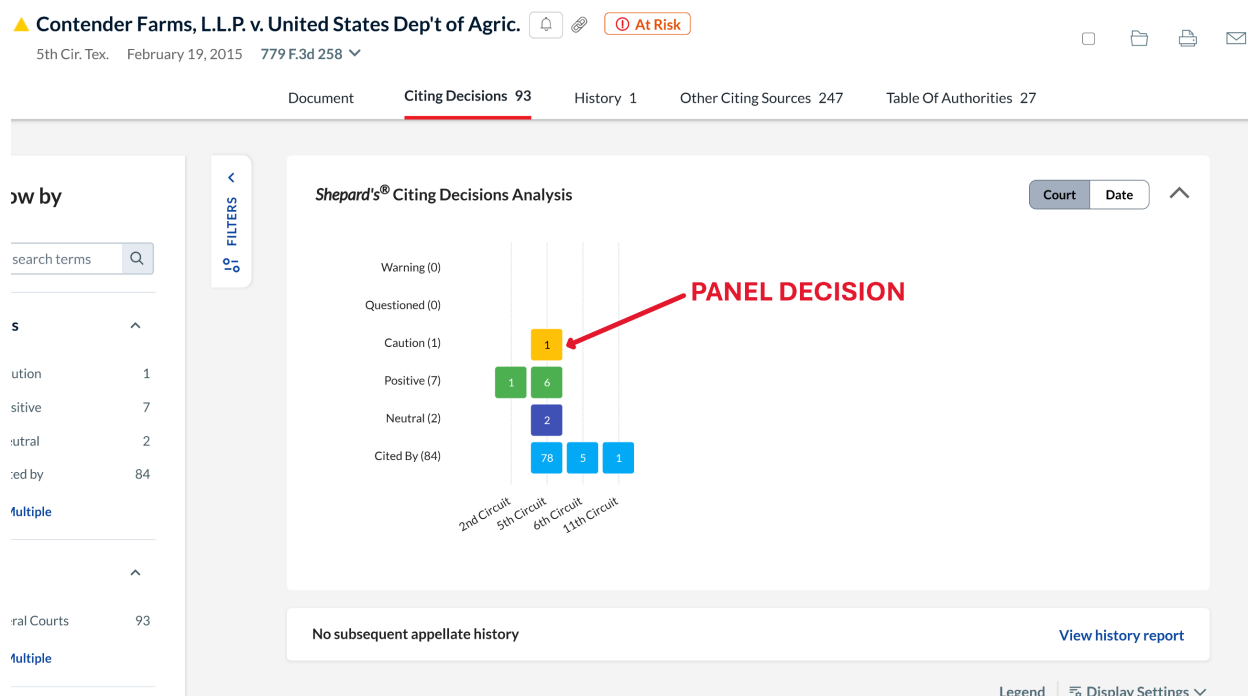 Contender Farms, L.L.P. v. United States Dep't of Agric. At Risk
5th Cir. Tex. February 19, 2015 779 F.3d 258
Document Citing Decisions 93 History 1 Other Citing Sources 247 Table Of Authorities 27
ow by
search terms
s
ution 1
sitive 7
eutral 2
ted by 84
Multiple
eral Courts 93
Multiple
FILTERS
Shepard's® Citing Decisions Analysis
Court Date
Warning (0)
Questioned (0)
Caution (1) 1
Positive (7) 1 6
Neutral (2) 2
Cited By (84) 78 5 1
2nd Circuit 5th Circuit 6th Circuit 11th Circuit
PANEL DECISION
No subsequent appellate history View history report
Legend Display Settings